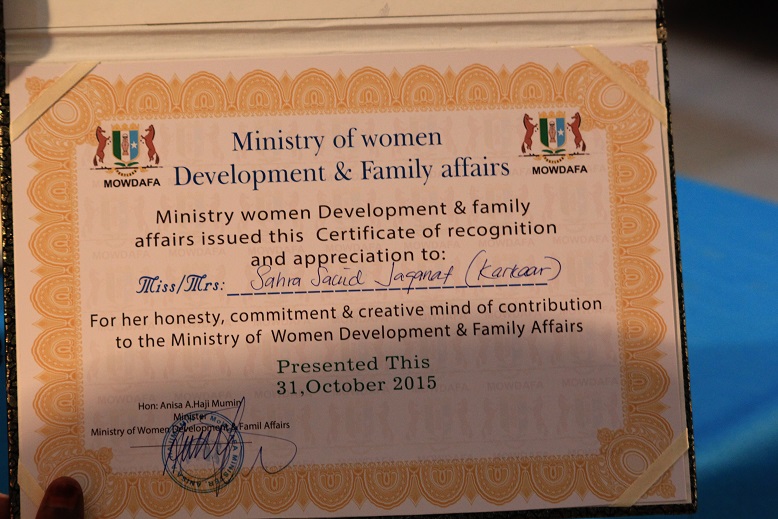 Ministry of women
Development & Family affairs
MOWDAFA
MOWDAFA
Ministry women Development & family
affairs issued this Certificate of recognition
and appreciation to:
Miss/Mrs: Sahra Saciid Jaganaf (Karkaar)
For her honesty, commitment & creative mind of contribution
to the Ministry of Women Development & Family Affairs
Presented This
31,October 2015
Hon: Anisa A.Haji Mumin
Minister
Ministry of Women Development & Famil Affairs